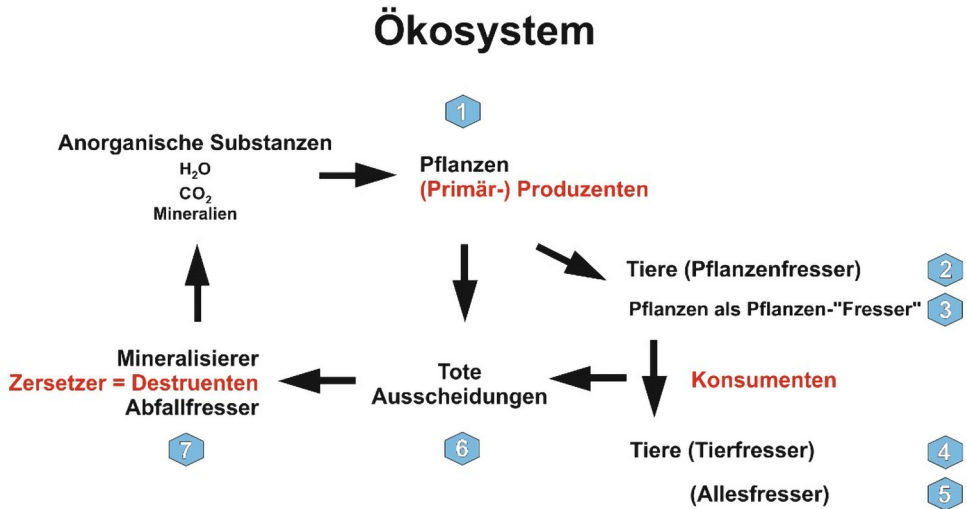 Ökosystem
1
Anorganische Substanzen
H₂O
CO₂
Mineralien
Pflanzen
(Primär-) Produzenten
Tiere (Pflanzenfresser)
2
Pflanzen als Pflanzen-"Fresser"
3
Mineralisierer
Zersetzer = Destruenten
Abfallfresser
7
Tote
Ausscheidungen
6
Konsumenten
Tiere (Tierfresser)
4
(Allesfresser)
5